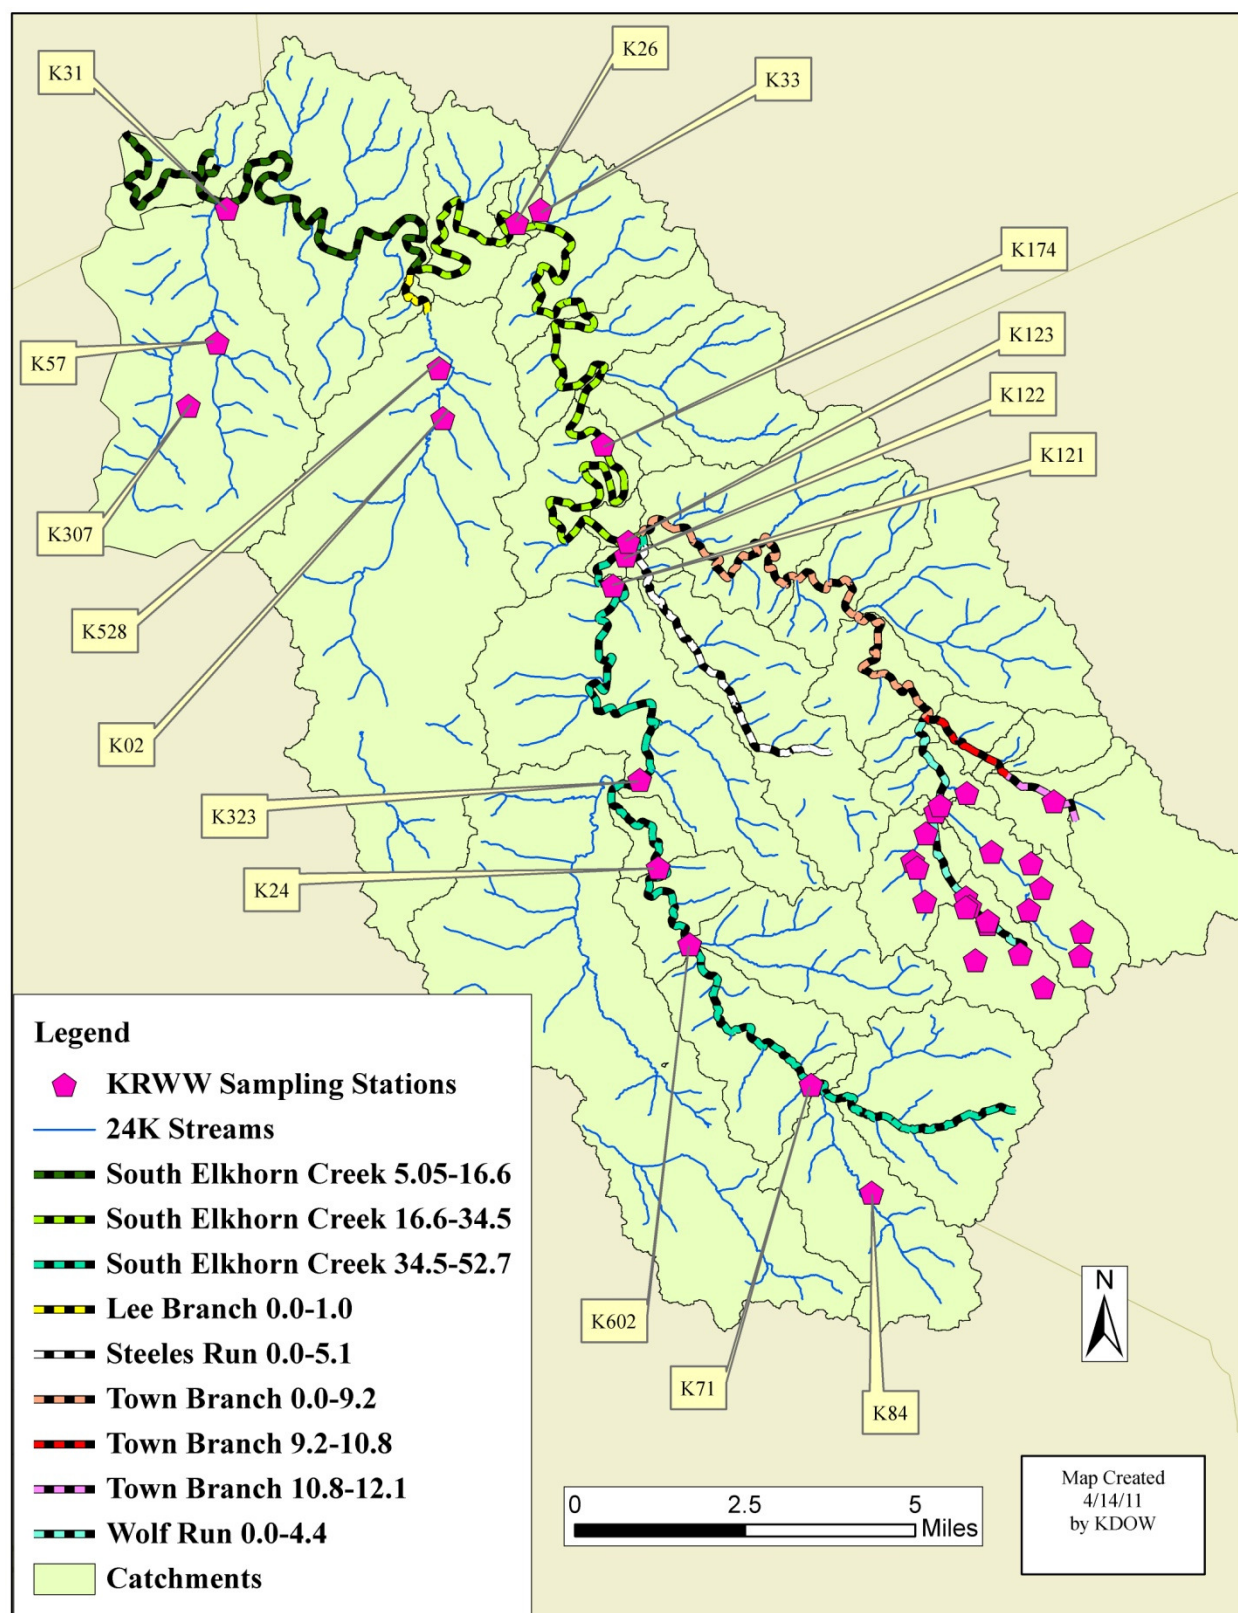 K26
K31
K33
K174
K123
K57
K122
K121
K307
K528
K02
K323
K24
Legend
KRWW Sampling Stations
24K Streams
South Elkhorn Creek 5.05-16.6
South Elkhorn Creek 16.6-34.5
South Elkhorn Creek 34.5-52.7
Lee Branch 0.0-1.0
Steeles Run 0.0-5.1
Town Branch 0.0-9.2
Town Branch 9.2-10.8
Town Branch 10.8-12.1
Wolf Run 0.0-4.4
Catchments
N
K602
K71
K84
0 2.5 5
Miles
Map Created
4/14/11
by KDOW